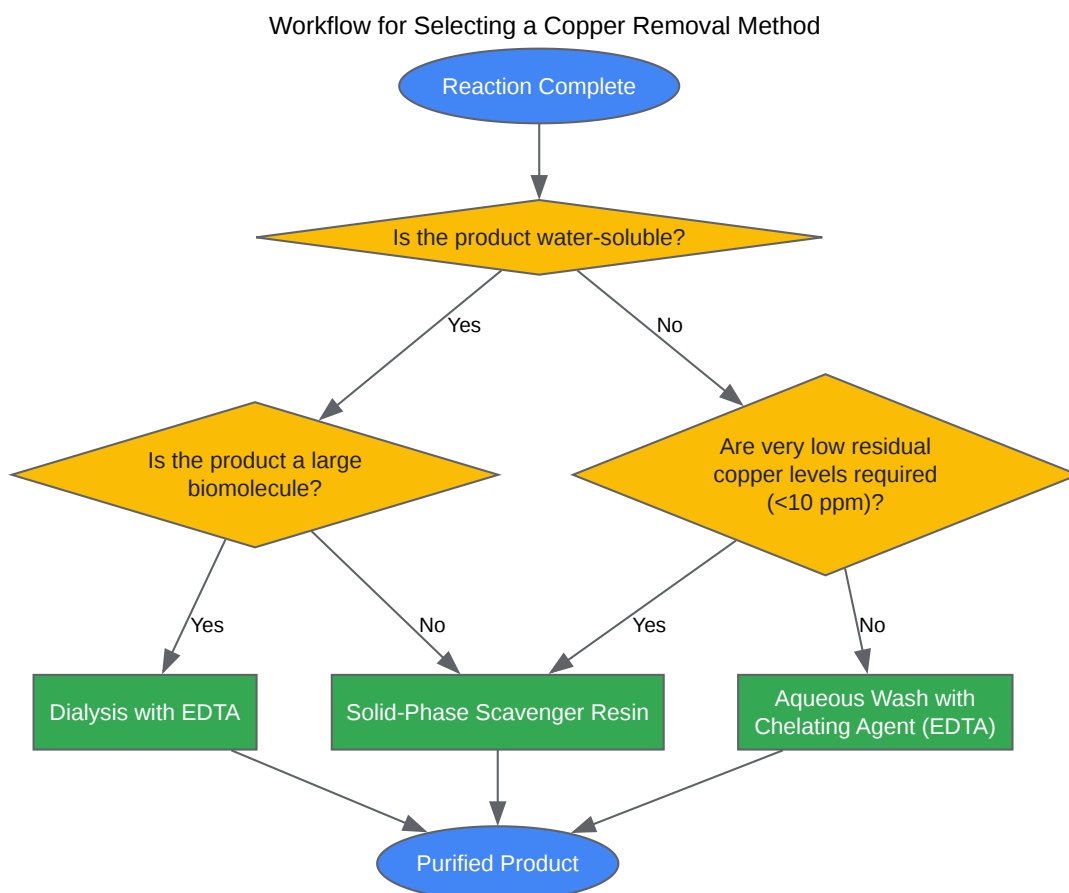 Workflow for Selecting a Copper Removal Method
Reaction Complete
Is the product water-soluble?
Yes
No
Is the product a large
biomolecule?
Are very low residual
copper levels required
(<10 ppm)?
Yes
No
Yes
No
Dialysis with EDTA
Solid-Phase Scavenger Resin
Aqueous Wash with
Chelating Agent (EDTA)
Purified Product